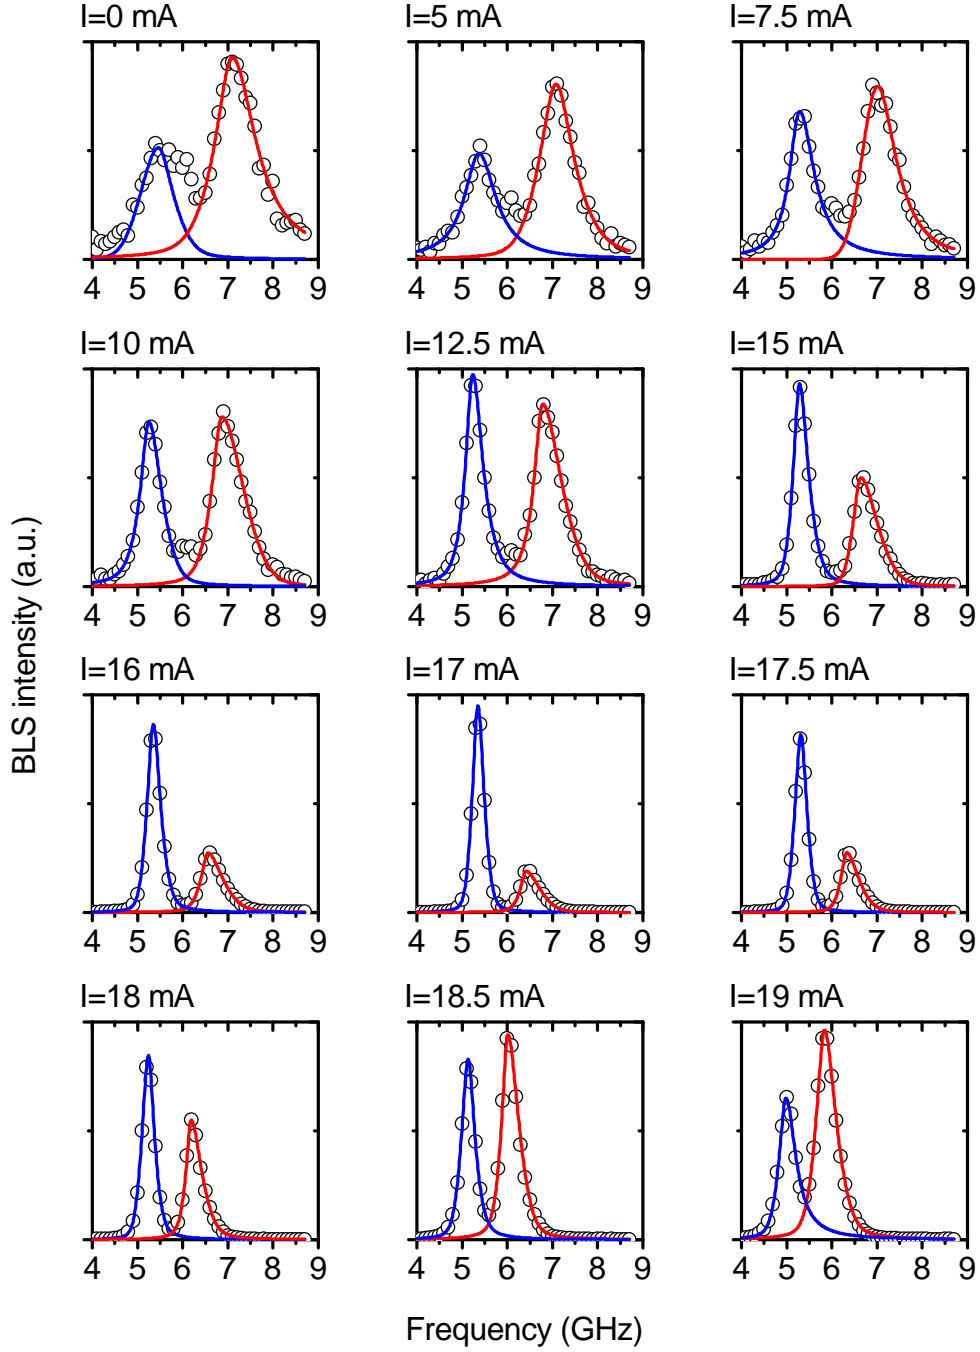 I=0 mA
I=5 mA
I=7.5 mA
4 5 6 7 8 9
4 5 6 7 8 9
4 5 6 7 8 9
I=10 mA
I=12.5 mA
I=15 mA
4 5 6 7 8 9
4 5 6 7 8 9
4 5 6 7 8 9
BLS intensity (a.u.)
I=16 mA
I=17 mA
I=17.5 mA
4 5 6 7 8 9
4 5 6 7 8 9
4 5 6 7 8 9
I=18 mA
I=18.5 mA
I=19 mA
4 5 6 7 8 9
4 5 6 7 8 9
4 5 6 7 8 9
Frequency (GHz)